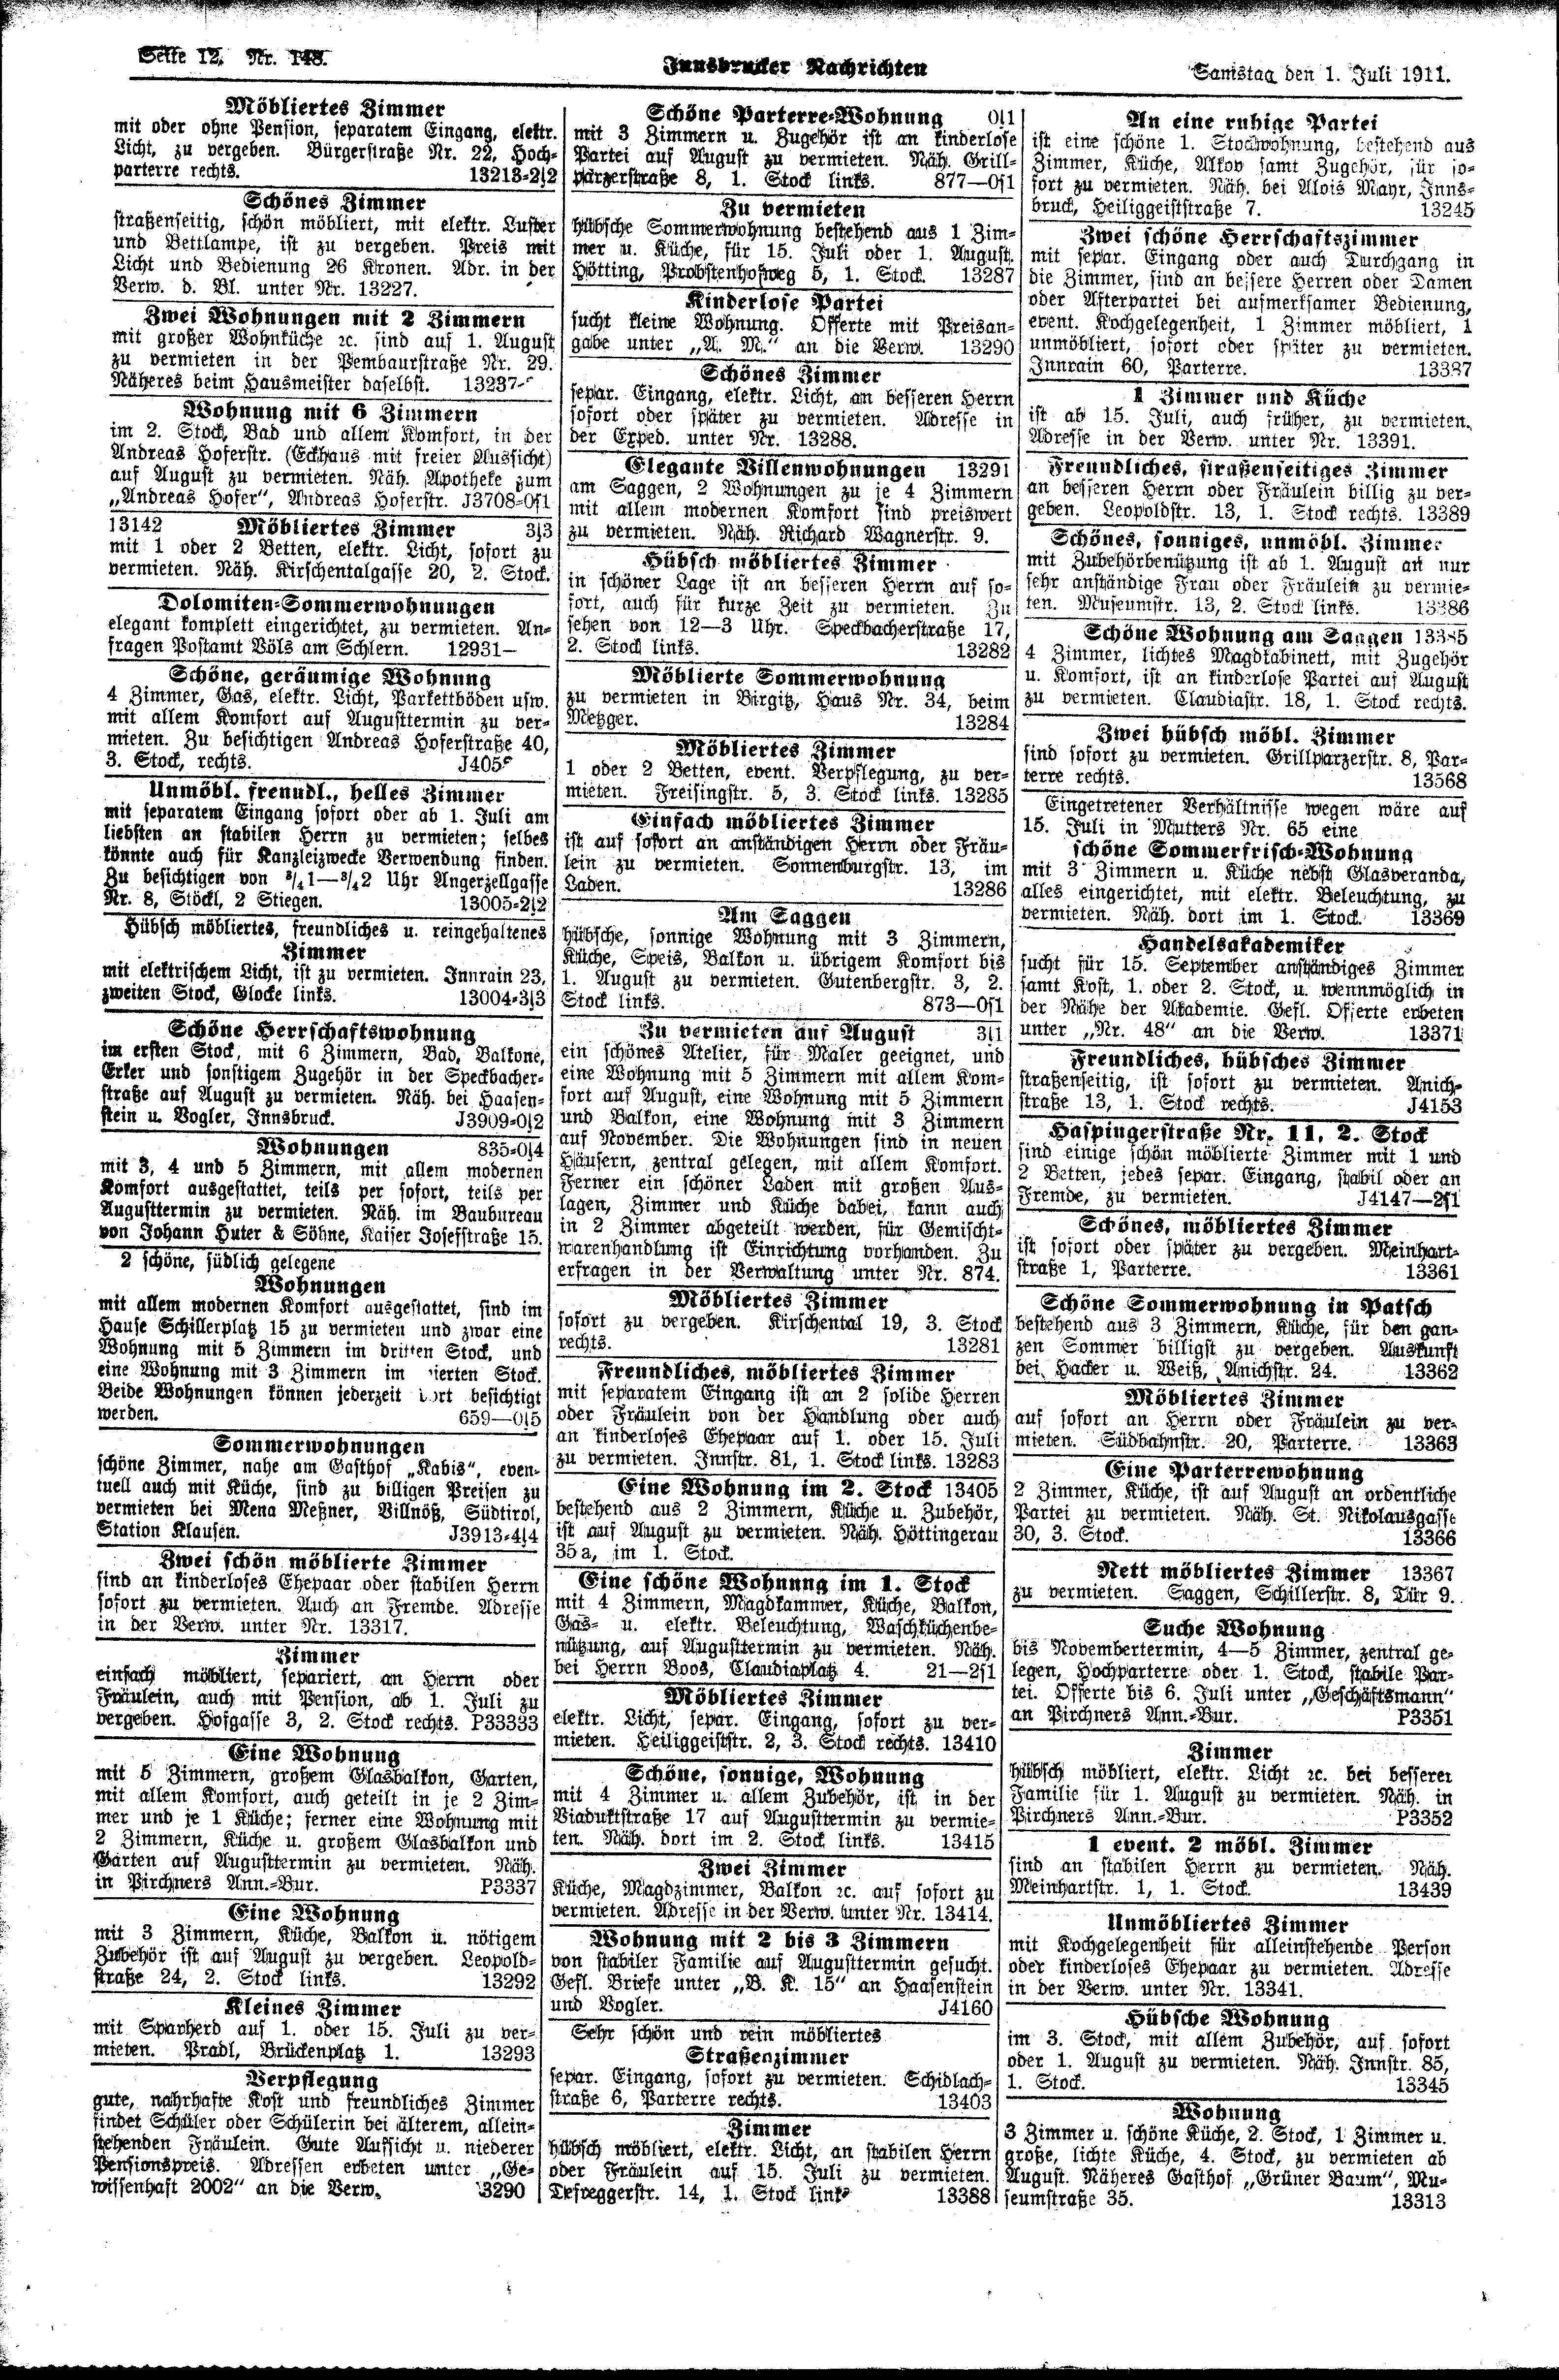 Seite 12. Nr. 148.
Innsbrucker Nachrichten
Samstag den 1. Juli 1911.
Möbliertes Zimmer
mit oder ohne Pension, separatem Eingang, elektr.
Licht, zu vergeben. Bürgerstraße Nr. 22, Hoch-
parterre rechts. 13213-2|2
Schönes Zimmer
straßenseitig, schön möbliert, mit elektr. Luster
und Bettlampe, ist zu vergeben. Preis mit
Licht und Bedienung 26 Kronen. Adr. in der
Verw. d. Bl. unter Nr. 13227.
Zwei Wohnungen mit 2 Zimmern
mit großer Wohnküche ꝛc. sind auf 1. August
zu vermieten in der Pembaurstraße Nr. 29.
Näheres beim Hausmeister daselbst. 13237-
Wohnung mit 6 Zimmern
im 2. Stock, Bad und allem Komfort, in der
Andreas Hoferstr. (Eckhaus mit freier Aussicht)
auf August zu vermieten. Näh. Apotheke zum
„Andreas Hofer“, Andreas Hoferstr. J3708-0|1
13142 Möbliertes Zimmer 3|3
mit 1 oder 2 Betten, elektr. Licht, sofort zu
vermieten. Näh. Kirschentalgasse 20, 2. Stock.
Dolomiten-Sommerwohnungen
elegant komplett eingerichtet, zu vermieten. An-
fragen Postamt Völs am Schlern. 12931—
Schöne, geräumige Wohnung
4 Zimmer, Gas, elektr. Licht, Parkettböden usw.
mit allem Komfort auf Augusttermin zu ver-
mieten. Zu besichtigen Andreas Hoferstraße 40,
3. Stock, rechts. J405
Unmöbl. freundl., helles Zimmer
mit separatem Eingang sofort oder ab 1. Juli am
liebsten an stabilen Herrn zu vermieten; selbes
könnte auch für Kanzleizwecke Verwendung finden.
Zu besichtigen von ³/₄1—³/₄2 Uhr Angerzellgasse
Nr. 8, Stöckl, 2 Stiegen. 13005-2|2
Hübsch möbliertes, freundliches u. reingehaltenes
Zimmer
mit elektrischem Licht, ist zu vermieten. Innrain 23,
zweiten Stock, Glocke links. 13004-3|3
Schöne Herrschaftswohnung
im ersten Stock, mit 6 Zimmern, Bad, Balkone,
Erker und sonstigem Zugehör in der Speckbacher-
straße auf August zu vermieten. Näh. bei Haasen-
stein u. Vogler, Innsbruck. J3909-0|2
Wohnungen 835-0|4
mit 3, 4 und 5 Zimmern, mit allem modernen
Komfort ausgestattet, teils per sofort, teils per
Augusttermin zu vermieten. Näh. im Baubureau
von Johann Huter & Söhne, Kaiser Josefstraße 15.
2 schöne, südlich gelegene
Wohnungen
mit allem modernen Komfort ausgestattet, sind im
Hause Schillerplatz 15 zu vermieten und zwar eine
Wohnung mit 5 Zimmern im dritten Stock, und
eine Wohnung mit 3 Zimmern im vierten Stock.
Beide Wohnungen können jederzeit dort besichtigt
werden. 659—0|5
Sommerwohnungen
schöne Zimmer, nahe am Gasthof „Kabis“, even-
tuell auch mit Küche, sind zu billigen Preisen zu
vermieten bei Mena Meßner, Villnöß, Südtirol,
Station Klausen. J3913-4|4
Zwei schön möblierte Zimmer
sind an kinderloses Ehepaar oder stabilen Herrn
sofort zu vermieten. Auch an Fremde. Adresse
in der Verw. unter Nr. 13317.
Zimmer
einfach möbliert, separiert, an Herrn oder
Fräulein, auch mit Pension, ab 1. Juli zu
vergeben. Hofgasse 3, 2. Stock rechts. P33333
Eine Wohnung
mit 5 Zimmern, großem Glasbalkon, Garten,
mit allem Komfort, auch geteilt in je 2 Zim-
mer und je 1 Küche; ferner eine Wohnung mit
2 Zimmern, Küche u. großem Glasbalkon und
Garten auf Augusttermin zu vermieten. Näh.
in Pirchners Ann.-Bur. P3337
Eine Wohnung
mit 3 Zimmern, Küche, Balkon u. nötigem
Zubehör ist auf August zu vergeben. Leopold-
straße 24, 2. Stock links. 13292
Kleines Zimmer
mit Sparherd auf 1. oder 15. Juli zu ver-
mieten. Pradl, Brückenplatz 1. 13293
Verpflegung
gute, nahrhafte Kost und freundliches Zimmer
findet Schüler oder Schülerin bei älterem, allein-
stehenden Fräulein. Gute Aufsicht u. niederer
Pensionspreis. Adressen erbeten unter „Ge-
wissenhaft 2002“ an die Verw. 3290
Schöne Parterre-Wohnung 0|1
mit 3 Zimmern u. Zugehör ist an kinderlose
Partei auf August zu vermieten. Näh. Grill-
parzerstraße 8, 1. Stock links. 877—0|1
Zu vermieten
hübsche Sommerwohnung bestehend aus 1 Zim-
mer u. Küche, für 15. Juli oder 1. August.
Hötting, Probstenhofweg 5, 1. Stock. 13287
Kinderlose Partei
sucht kleine Wohnung. Offerte mit Preisan-
gabe unter „A. M.“ an die Verw. 13290
Schönes Zimmer
separ. Eingang, elektr. Licht, an besseren Herrn
sofort oder später zu vermieten. Adresse in
der Exped. unter Nr. 13288.
Elegante Villenwohnungen 13291
am Saggen, 2 Wohnungen zu je 4 Zimmern
mit allem modernen Komfort sind preiswert
zu vermieten. Näh. Richard Wagnerstr. 9.
Hübsch möbliertes Zimmer
in schöner Lage ist an besseren Herrn auf so-
fort, auch für kurze Zeit zu vermieten. Zu
sehen von 12—3 Uhr. Speckbacherstraße 17,
2. Stock links. 13282
Möblierte Sommerwohnung
zu vermieten in Birgitz, Haus Nr. 34, beim
Metzger. 13284
Möbliertes Zimmer
1 oder 2 Betten, event. Verpflegung, zu ver-
mieten. Freisingstr. 5, 3. Stock links. 13285
Einfach möbliertes Zimmer
ist auf sofort an anständigen Herrn oder Fräu-
lein zu vermieten. Sonnenburgstr. 13, im
Laden. 13286
Am Saggen
hübsche, sonnige Wohnung mit 3 Zimmern,
Küche, Speis, Balkon u. übrigem Komfort bis
1. August zu vermieten. Gutenbergstr. 3, 2.
Stock links. 873—0|1
Zu vermieten auf August 3|1
ein schönes Atelier, für Maler geeignet, und
eine Wohnung mit 5 Zimmern mit allem Kom-
fort auf August, eine Wohnung mit 5 Zimmern
und Balkon, eine Wohnung mit 3 Zimmern
auf November. Die Wohnungen sind in neuen
Häusern, zentral gelegen, mit allem Komfort.
Ferner ein schöner Laden mit großen Aus-
lagen, Zimmer und Küche dabei, kann auch
in 2 Zimmer abgeteilt werden, für Gemischt-
warenhandlung ist Einrichtung vorhanden. Zu
erfragen in der Verwaltung unter Nr. 874.
Möbliertes Zimmer
sofort zu vergeben. Kirschental 19, 3. Stock
rechts. 13281
Freundliches, möbliertes Zimmer
mit separatem Eingang ist an 2 solide Herren
oder Fräulein von der Handlung oder auch
an kinderloses Ehepaar auf 1. oder 15. Juli
zu vermieten. Innstr. 81, 1. Stock links. 13283
Eine Wohnung im 2. Stock 13405
bestehend aus 2 Zimmern, Küche u. Zubehör,
ist auf August zu vermieten. Näh. Höttingerau
35a, im 1. Stock.
Eine schöne Wohnung im 1. Stock
mit 4 Zimmern, Magdkammer, Küche, Balkon,
Gas- u. elektr. Beleuchtung, Waschküchenbe-
nützung, auf Augusttermin zu vermieten. Näh.
bei Herrn Boos, Claudiaplatz 4. 21—2|1
Möbliertes Zimmer
elektr. Licht, separ. Eingang, sofort zu ver-
mieten. Heiliggeiststr. 2, 3. Stock rechts. 13410
Schöne, sonnige, Wohnung
mit 4 Zimmer u. allem Zubehör, ist in der
Viaduktstraße 17 auf Augusttermin zu vermie-
ten. Näh. dort im 2. Stock links. 13415
Zwei Zimmer
Küche, Magdzimmer, Balkon ꝛc. auf sofort zu
vermieten. Adresse in der Verw. unter Nr. 13414.
Wohnung mit 2 bis 3 Zimmern
von stabiler Familie auf Augusttermin gesucht.
Gefl. Briefe unter „B. K. 15“ an Haasenstein
und Vogler. J4160
Sehr schön und rein möbliertes
Straßenzimmer
separ. Eingang, sofort zu vermieten. Schidlach-
straße 6, Parterre rechts. 13403
Zimmer
hübsch möbliert, elektr. Licht, an stabilen Herrn
oder Fräulein auf 15. Juli zu vermieten.
Defreggerstr. 14, 1. Stock links 13388
An eine ruhige Partei
ist eine schöne 1. Stockwohnung, bestehend aus
Zimmer, Küche, Alkov samt Zugehör, für so-
fort zu vermieten. Näh. bei Alois Mayr, Inns-
bruck, Heiliggeiststraße 7. 13245
Zwei schöne Herrschaftszimmer
mit separ. Eingang oder auch Durchgang in
die Zimmer, sind an bessere Herren oder Damen
oder Afterpartei bei aufmerksamer Bedienung,
event. Kochgelegenheit, 1 Zimmer möbliert, 1
unmöbliert, sofort oder später zu vermieten.
Innrain 60, Parterre. 13387
1 Zimmer und Küche
ist ab 15. Juli, auch früher, zu vermieten.
Adresse in der Verw. unter Nr. 13391.
Freundliches, straßenseitiges Zimmer
an besseren Herrn oder Fräulein billig zu ver-
geben. Leopoldstr. 13, 1. Stock rechts. 13389
Schönes, sonniges, unmöbl. Zimmer
mit Zubehörbenützung ist ab 1. August an nur
sehr anständige Frau oder Fräulein zu vermie-
ten. Museumstr. 13, 2. Stock links. 13386
Schöne Wohnung am Saggen 13385
4 Zimmer, lichtes Magdkabinett, mit Zugehör
u. Komfort, ist an kinderlose Partei auf August
zu vermieten. Claudiastr. 18, 1. Stock rechts.
Zwei hübsch möbl. Zimmer
sind sofort zu vermieten. Grillparzerstr. 8, Par-
terre rechts. 13568
Eingetretener Verhältnisse wegen wäre auf
15. Juli in Mutters Nr. 65 eine
schöne Sommerfrisch-Wohnung
mit 3 Zimmern u. Küche nebst Glasveranda,
alles eingerichtet, mit elektr. Beleuchtung, zu
vermieten. Näh. dort im 1. Stock. 13369
Handelsakademiker
sucht für 15. September anständiges Zimmer
samt Kost, 1. oder 2. Stock, u. wennmöglich in
der Nähe der Akademie. Gefl. Offerte erbeten
unter „Nr. 48“ an die Verw. 13371
Freundliches, hübsches Zimmer
straßenseitig, ist sofort zu vermieten. Anich-
straße 13, 1. Stock rechts. J4153
Haspingerstraße Nr. 11, 2. Stock
sind einige schön möblierte Zimmer mit 1 und
2 Betten, jedes separ. Eingang, stabil oder an
Fremde, zu vermieten. J4147—2|1
Schönes, möbliertes Zimmer
ist sofort oder später zu vergeben. Meinhart-
straße 1, Parterre. 13361
Schöne Sommerwohnung in Patsch
bestehend aus 3 Zimmern, Küche, für den gan-
zen Sommer billigst zu vergeben. Auskunft
bei Hacker u. Weiß, Anichstr. 24. 13362
Möbliertes Zimmer
auf sofort an Herrn oder Fräulein zu ver-
mieten. Südbahnstr. 20, Parterre. 13363
Eine Parterrewohnung
2 Zimmer, Küche, ist auf August an ordentliche
Partei zu vermieten. Näh. St. Nikolausgasse
30, 3. Stock. 13366
Nett möbliertes Zimmer 13367
zu vermieten. Saggen, Schillerstr. 8, Tür 9.
Suche Wohnung
bis Novembertermin, 4—5 Zimmer, zentral ge-
legen, Hochparterre oder 1. Stock, stabile Par-
tei. Offerte bis 6. Juli unter „Geschäftsmann“
an Pirchners Ann.-Bur. P3351
Zimmer
hübsch möbliert, elektr. Licht ꝛc. bei besserer
Familie für 1. August zu vermieten. Näh. in
Pirchners Ann.-Bur. P3352
1 event. 2 möbl. Zimmer
sind an stabilen Herrn zu vermieten. Näh.
Meinhartstr. 1, 1. Stock. 13439
Unmöbliertes Zimmer
mit Kochgelegenheit für alleinstehende Person
oder kinderloses Ehepaar zu vermieten. Adresse
in der Verw. unter Nr. 13341.
Hübsche Wohnung
im 3. Stock, mit allem Zubehör, auf sofort
oder 1. August zu vermieten. Näh. Innstr. 85,
1. Stock. 13345
Wohnung
3 Zimmer u. schöne Küche, 2. Stock, 1 Zimmer u.
große, lichte Küche, 4. Stock, zu vermieten ab
August. Näheres Gasthof „Grüner Baum“, Mu-
seumstraße 35. 13313